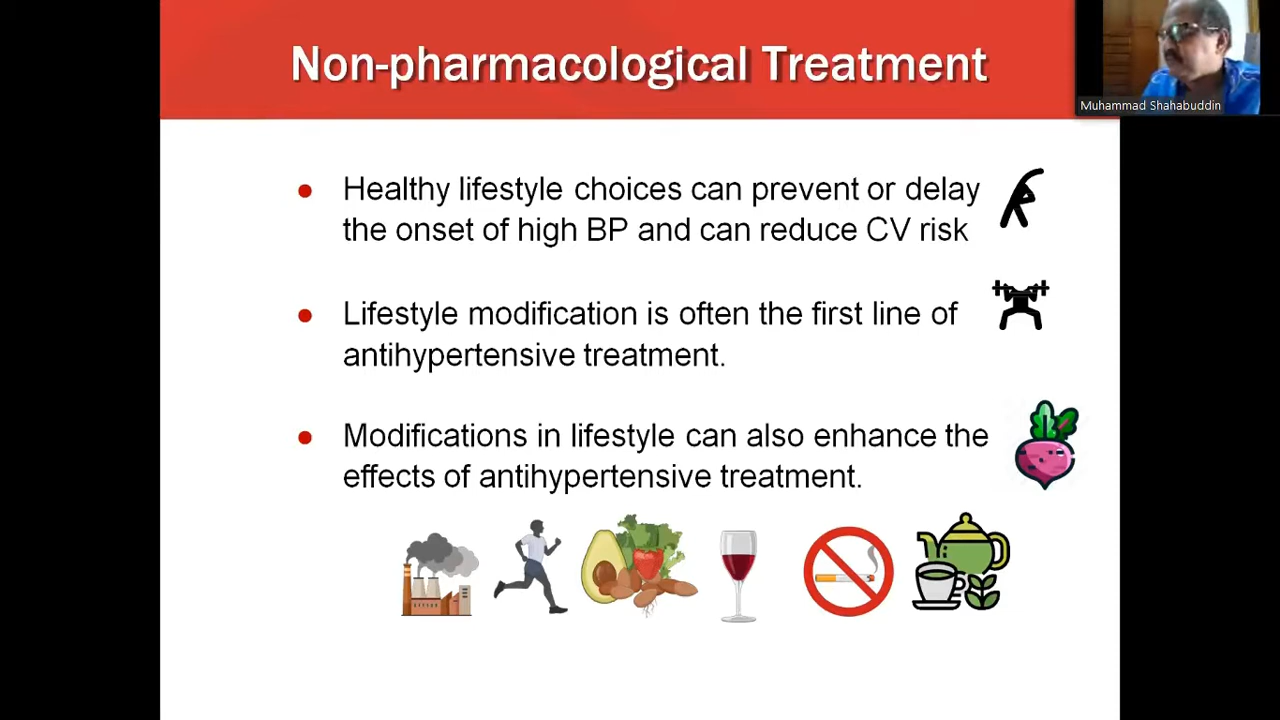 Non-pharmacological Treatment
Muhammad Shahabuddin
Healthy lifestyle choices can prevent or delay
the onset of high BP and can reduce CV risk
Lifestyle modification is often the first line of
antihypertensive treatment.
Modifications in lifestyle can also enhance the
effects of antihypertensive treatment.